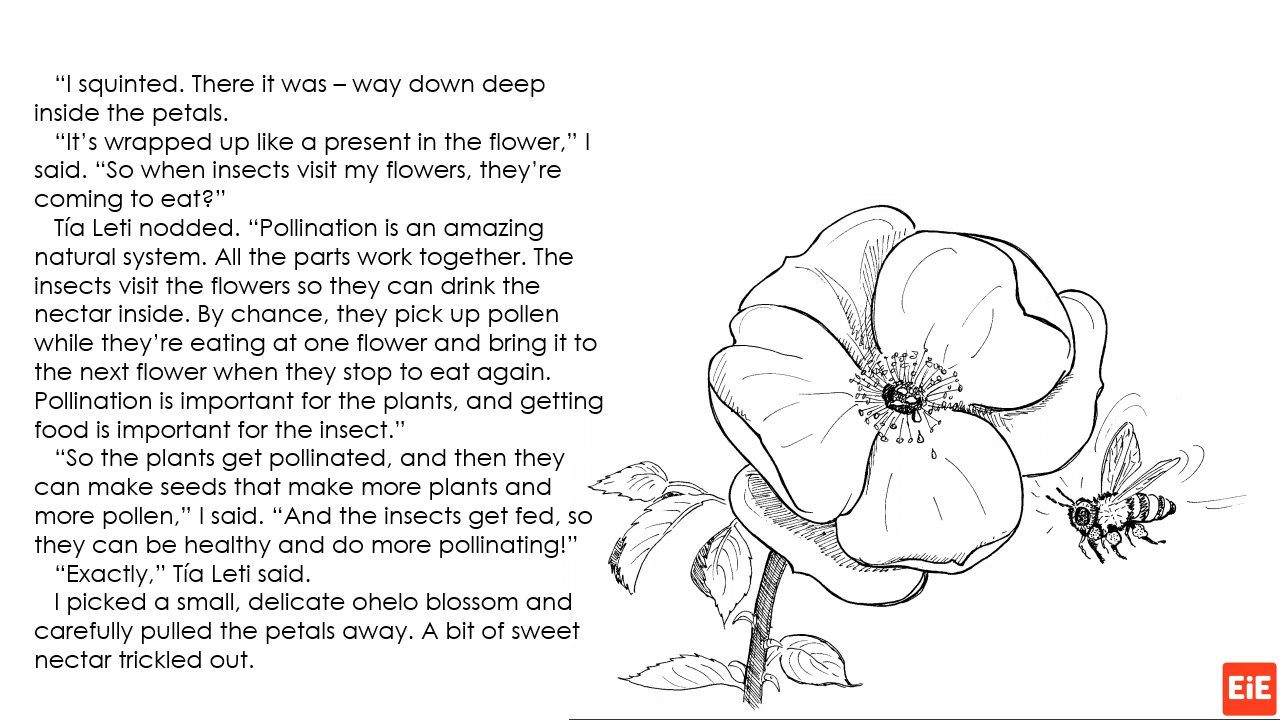 “I squinted. There it was – way down deep
inside the petals.
“It’s wrapped up like a present in the flower,” I
said. “So when insects visit my flowers, they’re
coming to eat?”
Tía Leti nodded. “Pollination is an amazing
natural system. All the parts work together. The
insects visit the flowers so they can drink the
nectar inside. By chance, they pick up pollen
while they’re eating at one flower and bring it to
the next flower when they stop to eat again.
Pollination is important for the plants, and getting
food is important for the insect.”
“So the plants get pollinated, and then they
can make seeds that make more plants and
more pollen,” I said. “And the insects get fed, so
they can be healthy and do more pollinating!”
“Exactly,” Tía Leti said.
I picked a small, delicate ohelo blossom and
carefully pulled the petals away. A bit of sweet
nectar trickled out.
EiE